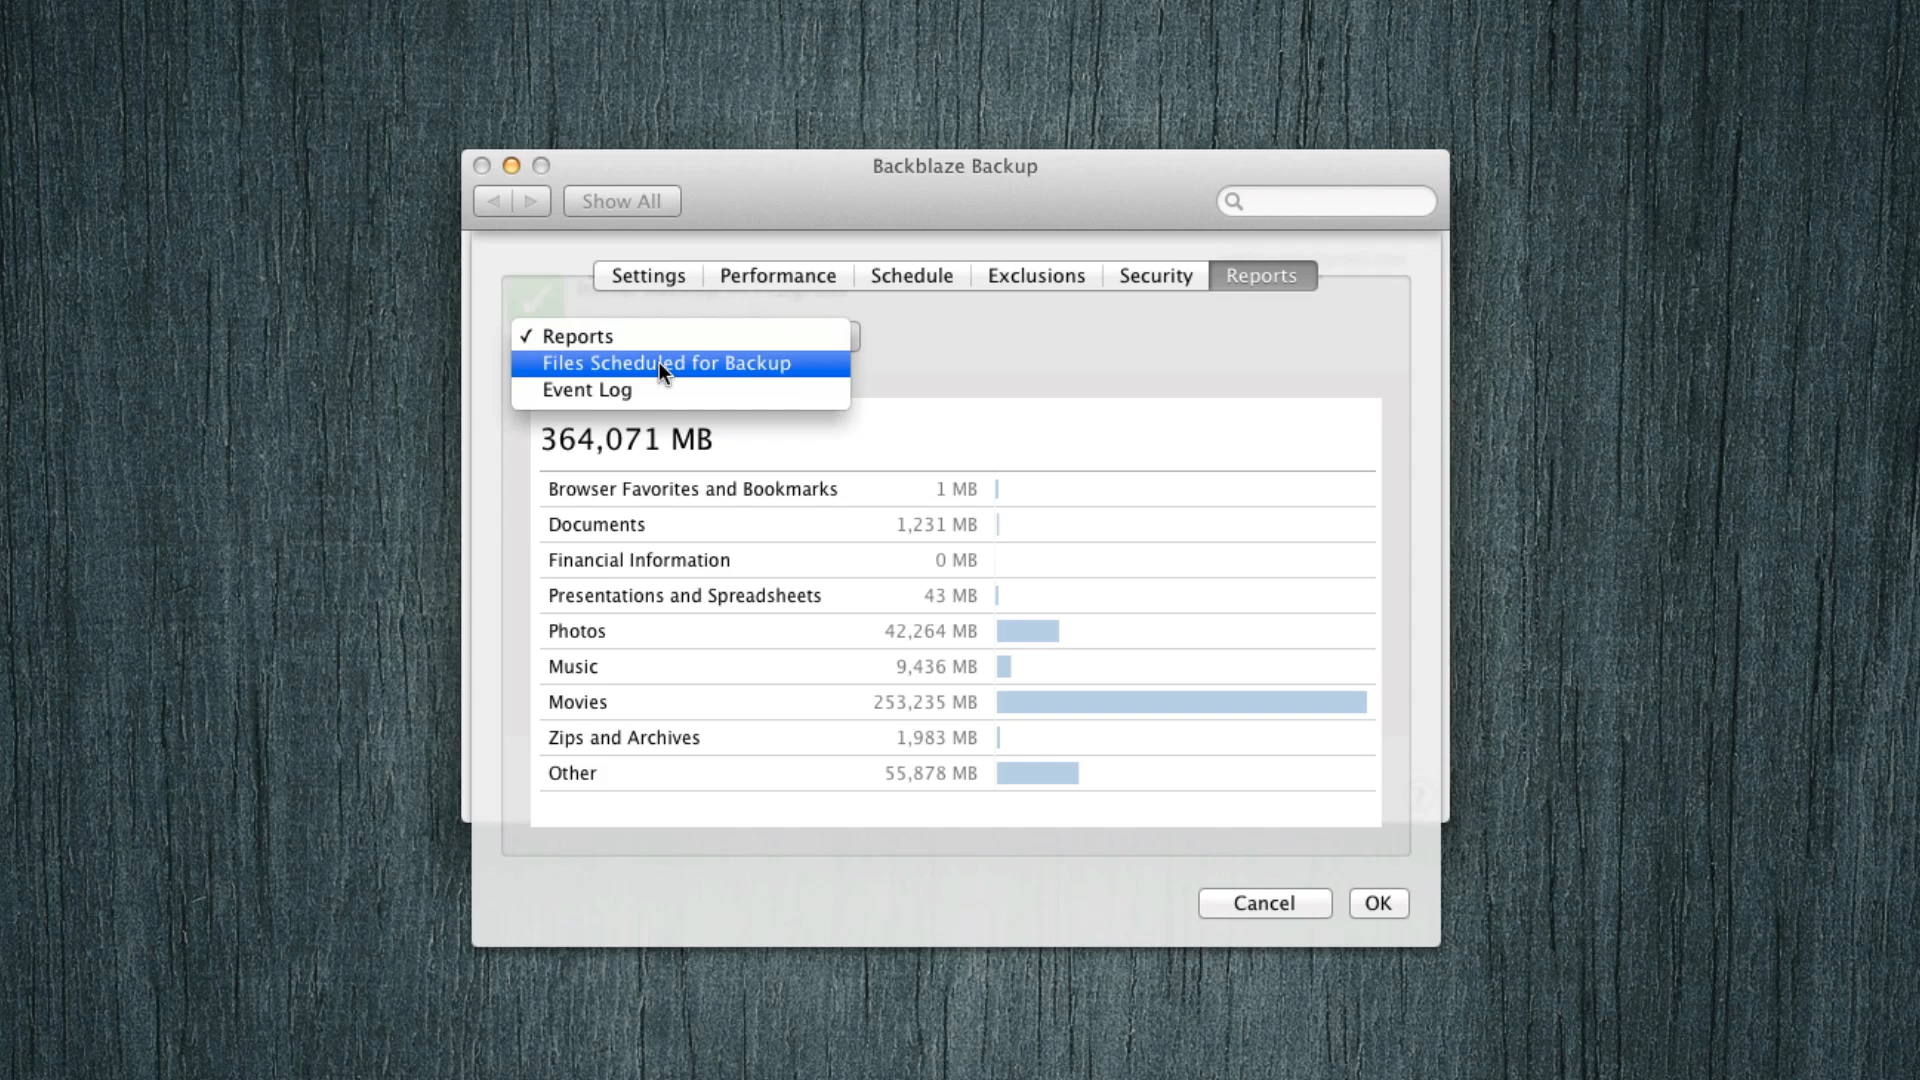 Backblaze Backup
Show All
Settings Performance Schedule Exclusions Security Reports
✓ Reports
Files Scheduled for Backup
Event Log
364,071 MB
Browser Favorites and Bookmarks 1 MB
Documents 1,231 MB
Financial Information 0 MB
Presentations and Spreadsheets 43 MB
Photos 42,264 MB
Music 9,436 MB
Movies 253,235 MB
Zips and Archives 1,983 MB
Other 55,878 MB
Cancel OK